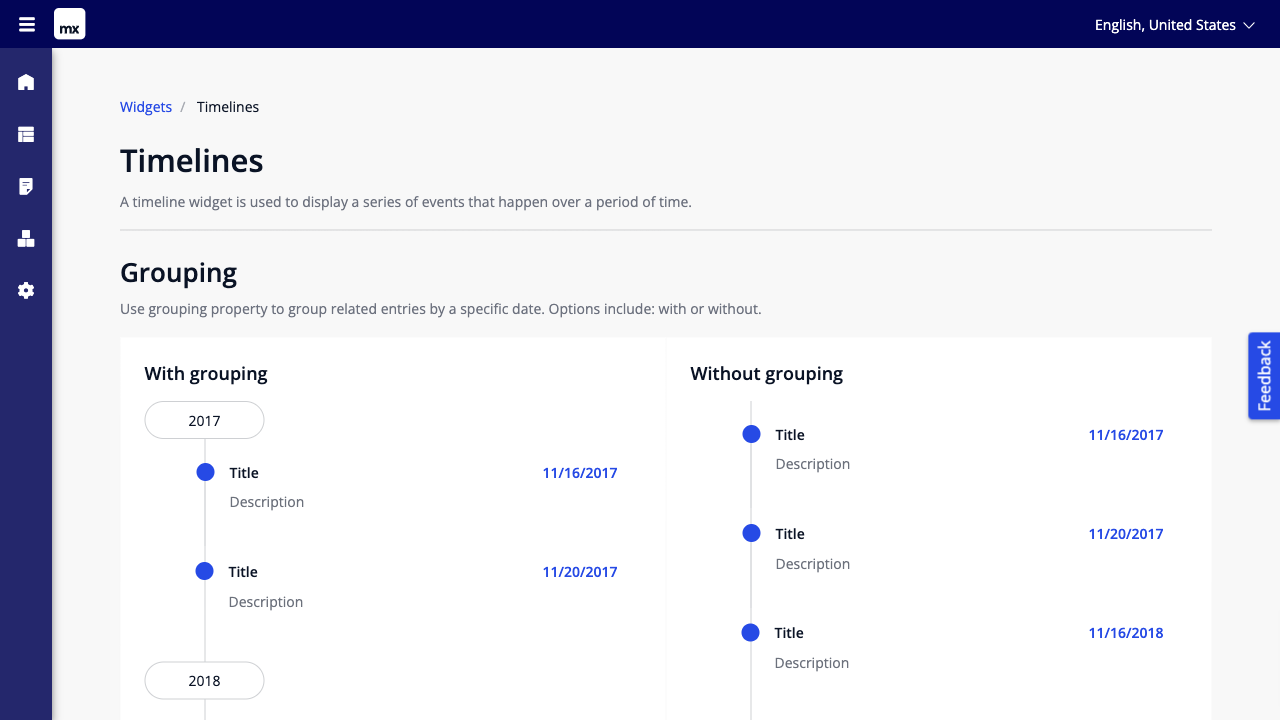 mx
English, United States
Widgets / Timelines
Timelines
A timeline widget is used to display a series of events that happen over a period of time.
Grouping
Use grouping property to group related entries by a specific date. Options include: with or without.
With grouping
2017
Title 11/16/2017
Description
Title 11/20/2017
Description
2018
Without grouping
Title 11/16/2017
Description
Title 11/20/2017
Description
Title 11/16/2018
Description
Feedback